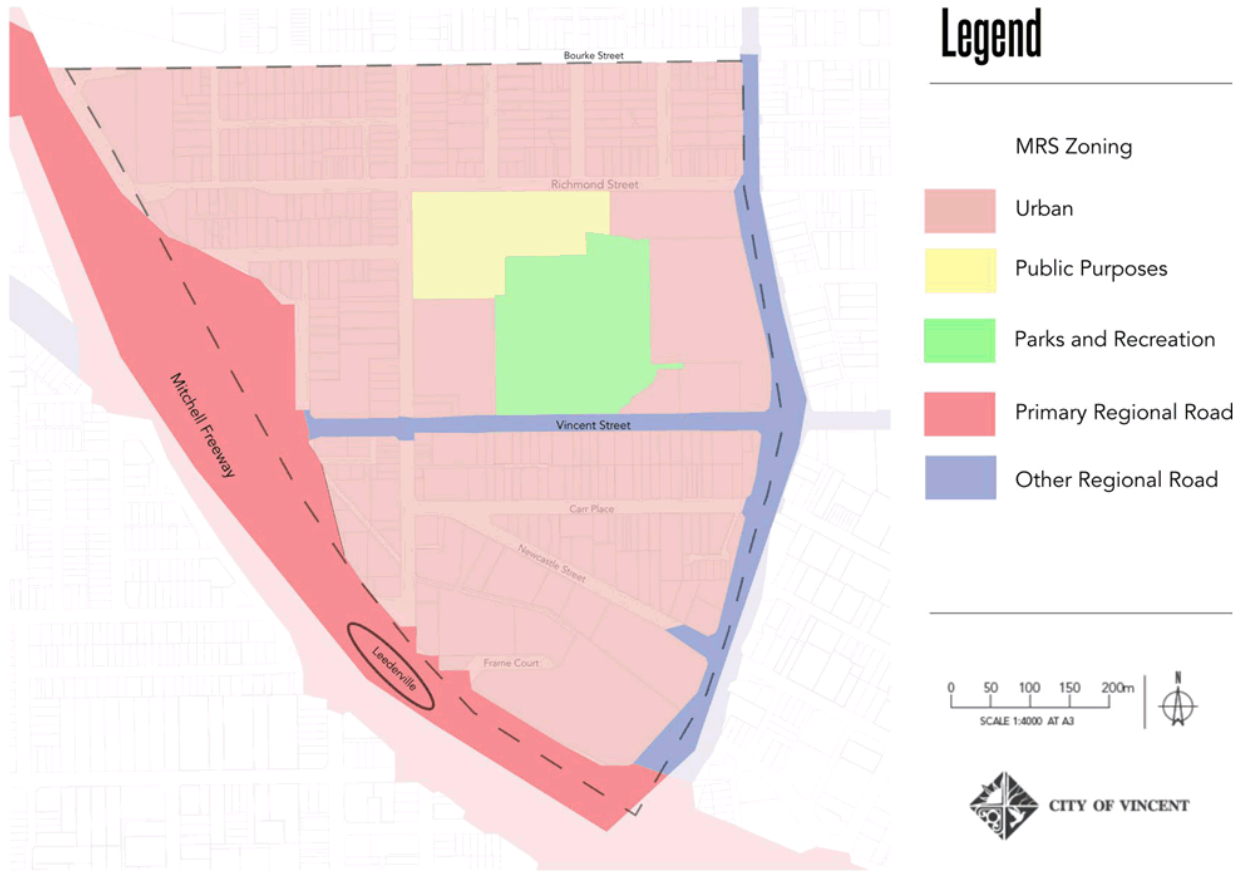 Legend
Bourke Street
MRS Zoning
Richmond Street
Urban
Public Purposes
Parks and Recreation
Mitchell Freeway
Primary Regional Road
Vincent Street
Other Regional Road
Carr Place
Newcastle Street
Leederville
Frame Court
N
0 50 100 150 200m
SCALE 1:4000 AT A3
CITY OF VINCENT